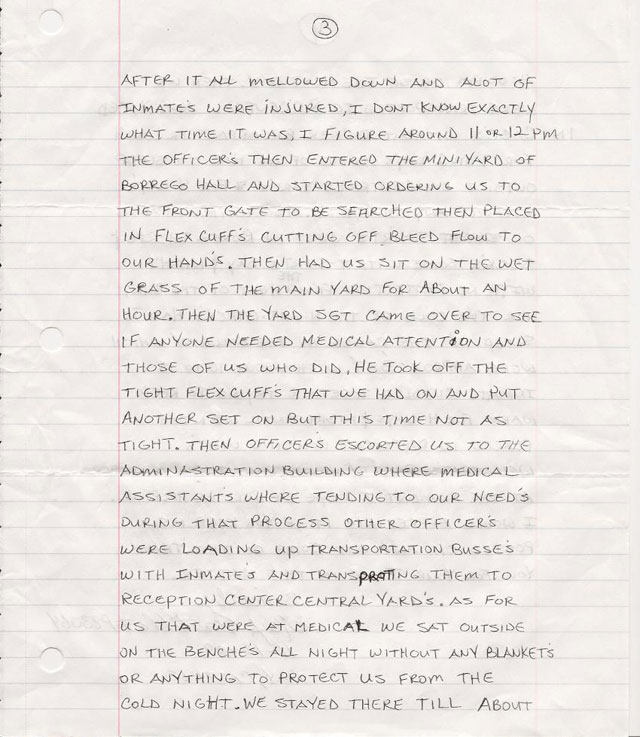 3
AFTER IT ALL MELLOWED DOWN AND ALOT OF
INMATE'S WERE INJURED, I DONT KNOW EXACTLY
WHAT TIME IT WAS, I FIGURE AROUND 11 OR 12 PM
THE OFFICER'S THEN ENTERED THE MINI YARD OF
BORREGO HALL AND STARTED ORDERING US TO
THE FRONT GATE TO BE SEARCHED THEN PLACED
IN FLEX CUFF'S CUTTING OFF BLEED FLOW TO
OUR HAND'S. THEN HAD US SIT ON THE WET
GRASS OF THE MAIN YARD FOR ABOUT AN
HOUR. THEN THE YARD SGT CAME OVER TO SEE
IF ANYONE NEEDED MEDICAL ATTENTION AND
THOSE OF US WHO DID, HE TOOK OFF THE
TIGHT FLEX CUFF'S THAT WE HAD ON AND PUT
ANOTHER SET ON BUT THIS TIME NOT AS
TIGHT. THEN OFFICER'S ESCORTED US TO THE
ADMINASTRATION BUILDING WHERE MEDICAL
ASSISTANT'S WHERE TENDING TO OUR NEED'S
DURING THAT PROCESS OTHER OFFICER'S
WERE LOADING UP TRANSPORTATION BUSSE'S
WITH INMATE'S AND TRANSPROTING THEM TO
RECEPTION CENTER CENTRAL YARD'S. AS FOR
US THAT WERE AT MEDICAL WE SAT OUTSIDE
ON THE BENCHE'S ALL NIGHT WITHOUT ANY BLANKET'S
OR ANYTHING TO PROTECT US FROM THE
COLD NIGHT. WE STAYED THERE TILL ABOUT